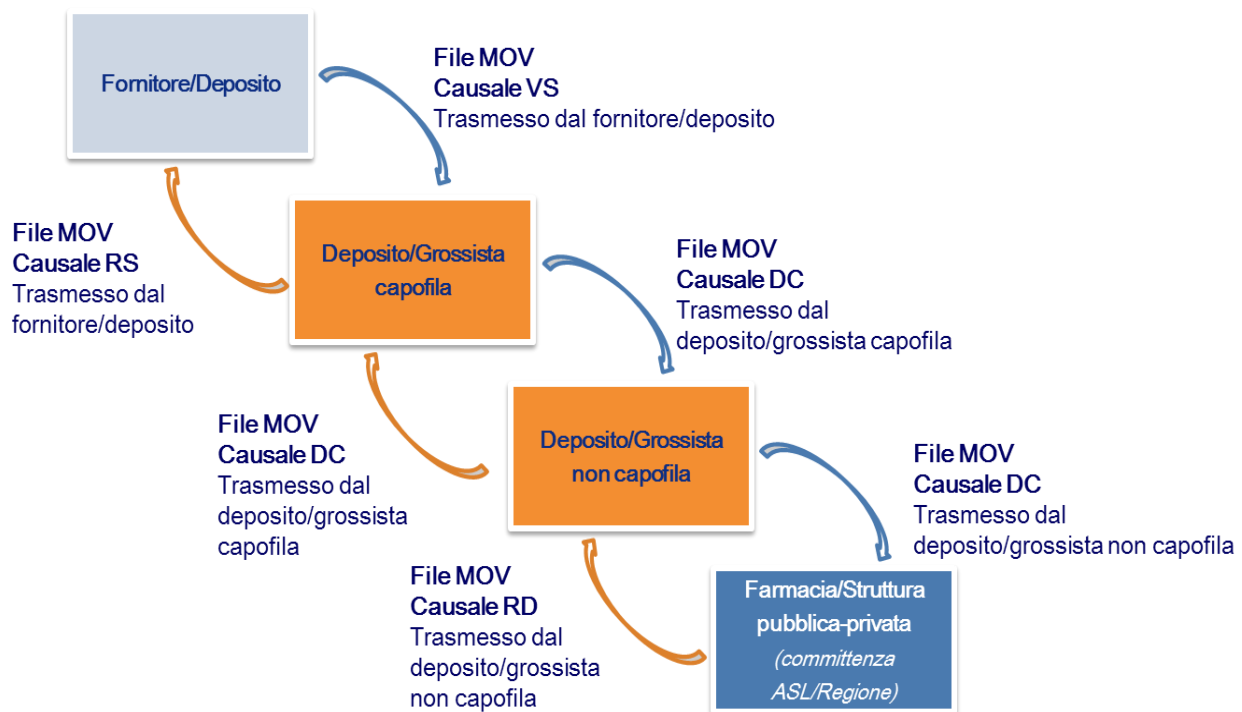 Fornitore/Deposito
File MOV
Causale VS
Trasmesso dal fornitore/deposito
File MOV
Causale RS
Trasmesso dal
fornitore/deposito
Deposito/Grossista
capofila
File MOV
Causale DC
Trasmesso dal
deposito/grossista capofila
File MOV
Causale DC
Trasmesso dal
deposito/grossista
capofila
Deposito/Grossista
non capofila
File MOV
Causale DC
Trasmesso dal
deposito/grossista non capofila
File MOV
Causale RD
Trasmesso dal
deposito/grossista
non capofila
Farmacia/Struttura
pubblica-privata
(committenza
ASL/Regione)